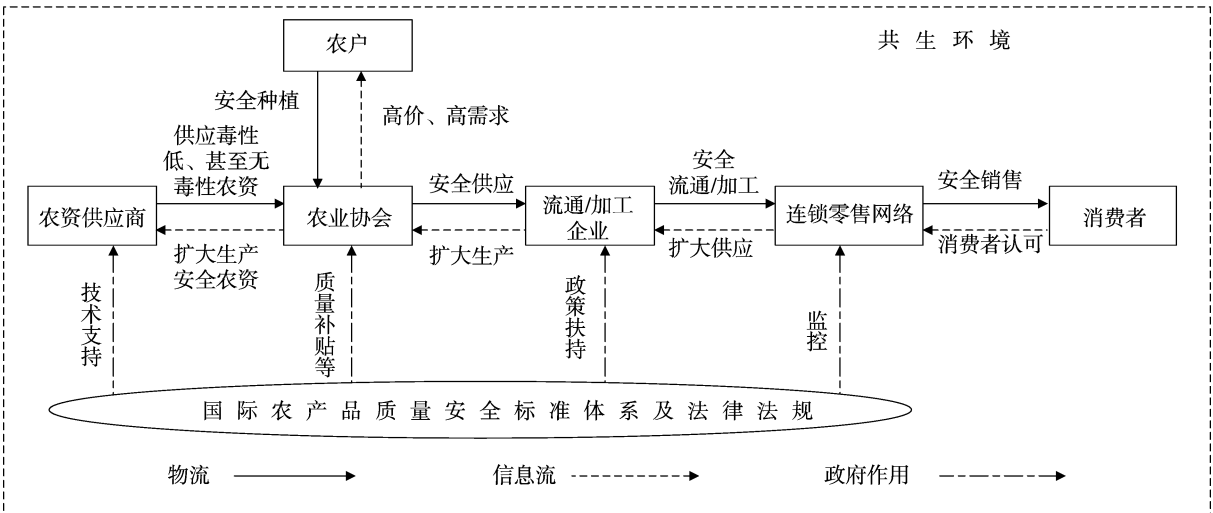 农户
共生环境
安全种植
高价、高需求
供应毒性
低、甚至无
毒性农资
安全供应
安全
流通/加工
安全销售
农资供应商
农业协会
流通/加工
企业
连锁零售网络
消费者
扩大生产
安全农资
扩大生产
扩大供应
消费者认可
技术支持
质量补贴等
政策扶持
监控
国际农产品质量安全标准体系及法律法规
物流
信息流
政府作用